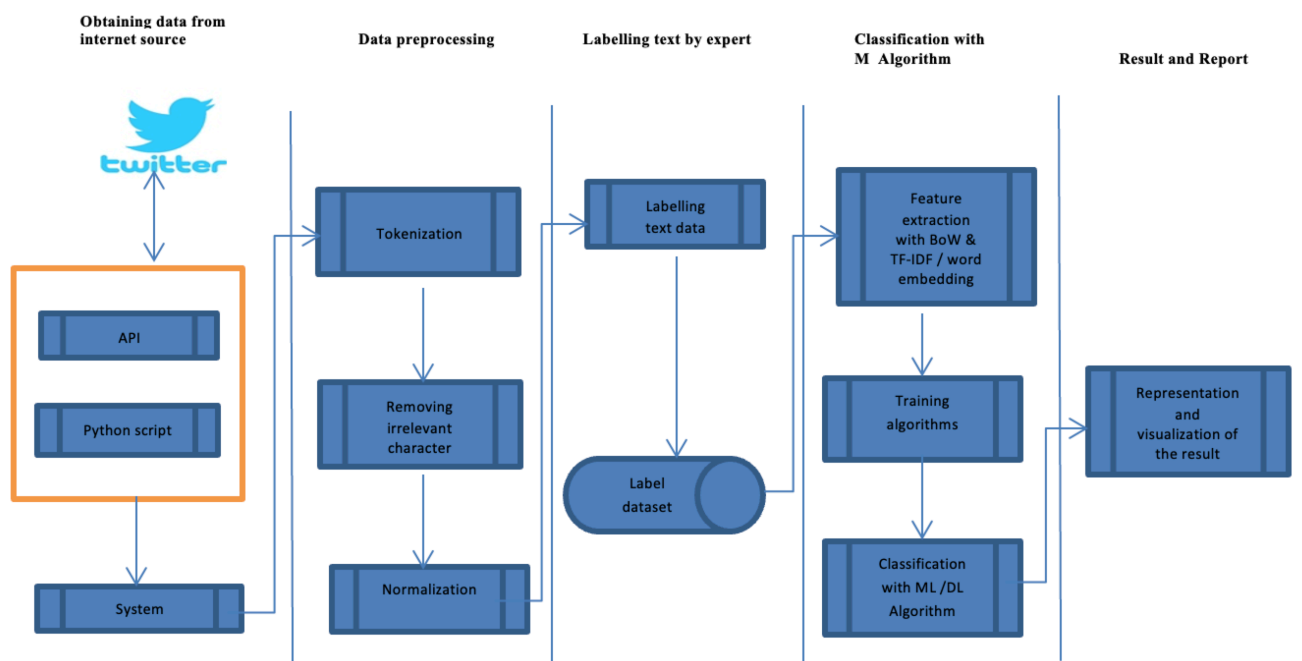 Obtaining data from
internet source
Data preprocessing
Labelling text by expert
Classification with
M Algorithm
Result and Report
twitter
API
Python script
System
Tokenization
Removing
irrelevant
character
Normalization
Labelling
text data
Label
dataset
Feature
extraction
with BoW &
TF-IDF / word
embedding
Training
algorithms
Classification
with ML /DL
Algorithm
Representation
and
visualization of
the result